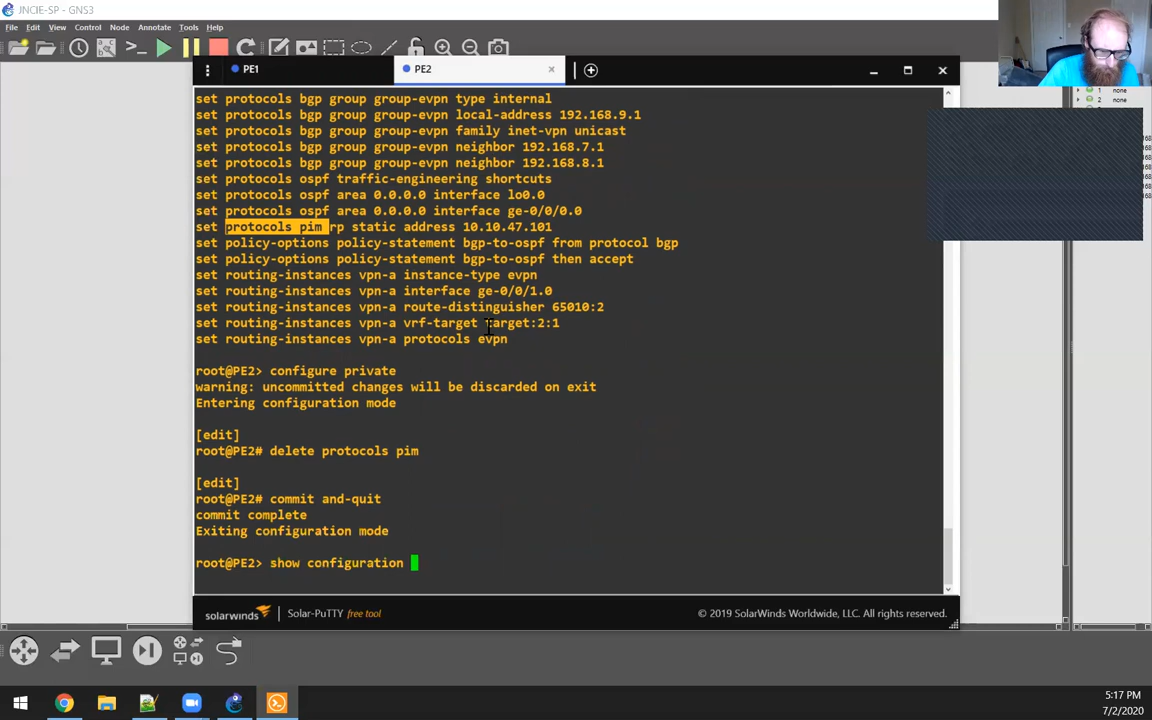 JNCIE-SP - GNS3
File Edit View Control Node Annotate Tools Help
PE1
PE2
set protocols bgp group group-evpn type internal
set protocols bgp group group-evpn local-address 192.168.9.1
set protocols bgp group group-evpn family inet-vpn unicast
set protocols bgp group group-evpn neighbor 192.168.7.1
set protocols bgp group group-evpn neighbor 192.168.8.1
set protocols ospf traffic-engineering shortcuts
set protocols ospf area 0.0.0.0 interface lo0.0
set protocols ospf area 0.0.0.0 interface ge-0/0/0.0
set protocols pim rp static address 10.10.47.101
set policy-options policy-statement bgp-to-ospf from protocol bgp
set policy-options policy-statement bgp-to-ospf then accept
set routing-instances vpn-a instance-type evpn
set routing-instances vpn-a interface ge-0/0/1.0
set routing-instances vpn-a route-distinguisher 65010:2
set routing-instances vpn-a vrf-target target:2:1
set routing-instances vpn-a protocols evpn
root@PE2> configure private
warning: uncommitted changes will be discarded on exit
Entering configuration mode
[edit]
root@PE2# delete protocols pim
[edit]
root@PE2# commit and-quit
commit complete
Exiting configuration mode
root@PE2> show configuration
solarwinds Solar-PuTTY free tool
© 2019 SolarWinds Worldwide, LLC. All rights reserved.
1 none
2 none
5:17 PM
7/2/2020